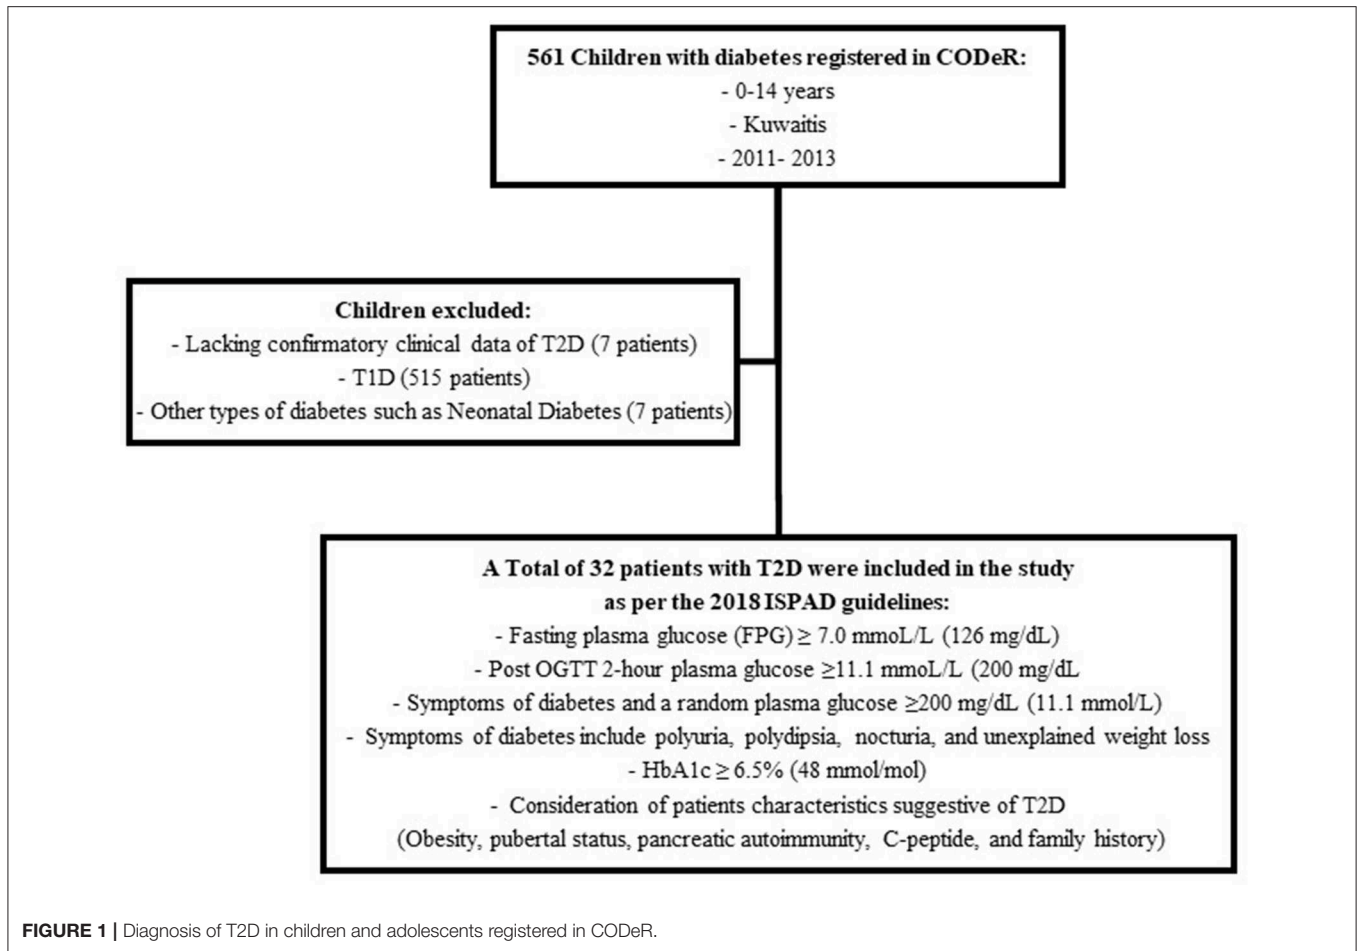 561 Children with diabetes registered in CODeR:
- 0-14 years
- Kuwaitis
- 2011- 2013
Children excluded:
- Lacking confirmatory clinical data of T2D (7 patients)
- T1D (515 patients)
- Other types of diabetes such as Neonatal Diabetes (7 patients)
A Total of 32 patients with T2D were included in the study
as per the 2018 ISPAD guidelines:
- Fasting plasma glucose (FPG) ≥ 7.0 mmoL/L (126 mg/dL)
- Post OGTT 2-hour plasma glucose ≥11.1 mmoL/L (200 mg/dL
- Symptoms of diabetes and a random plasma glucose ≥200 mg/dL (11.1 mmol/L)
- Symptoms of diabetes include polyuria, polydipsia, nocturia, and unexplained weight loss
- HbA1c ≥ 6.5% (48 mmol/mol)
- Consideration of patients characteristics suggestive of T2D
(Obesity, pubertal status, pancreatic autoimmunity, C-peptide, and family history)
FIGURE 1 | Diagnosis of T2D in children and adolescents registered in CODeR.